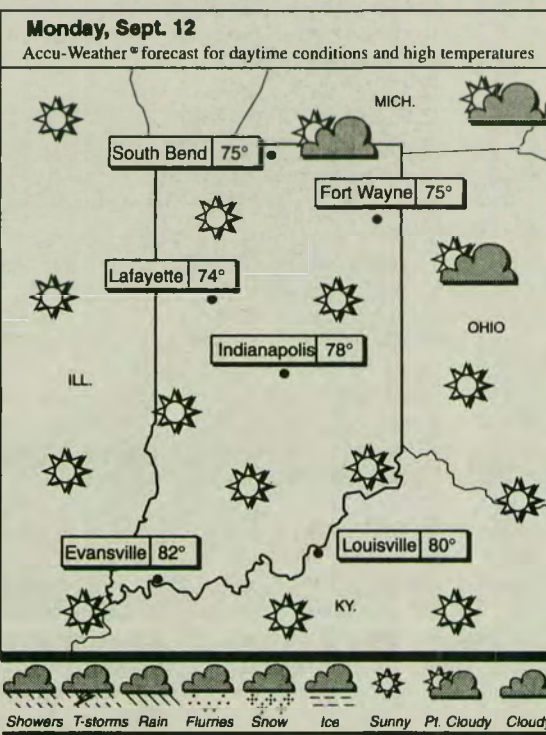 Monday, Sept. 12
Accu-Weather® forecast for daytime conditions and high temperatures
MICH.
South Bend 75°
Fort Wayne 75°
Lafayette 74°
OHIO
Indianapolis 78°
ILL.
Evansville 82°
Louisville 80°
KY.
Showers T-storms Rain Flurries Snow Ice Sunny Pt. Cloudy Cloudy